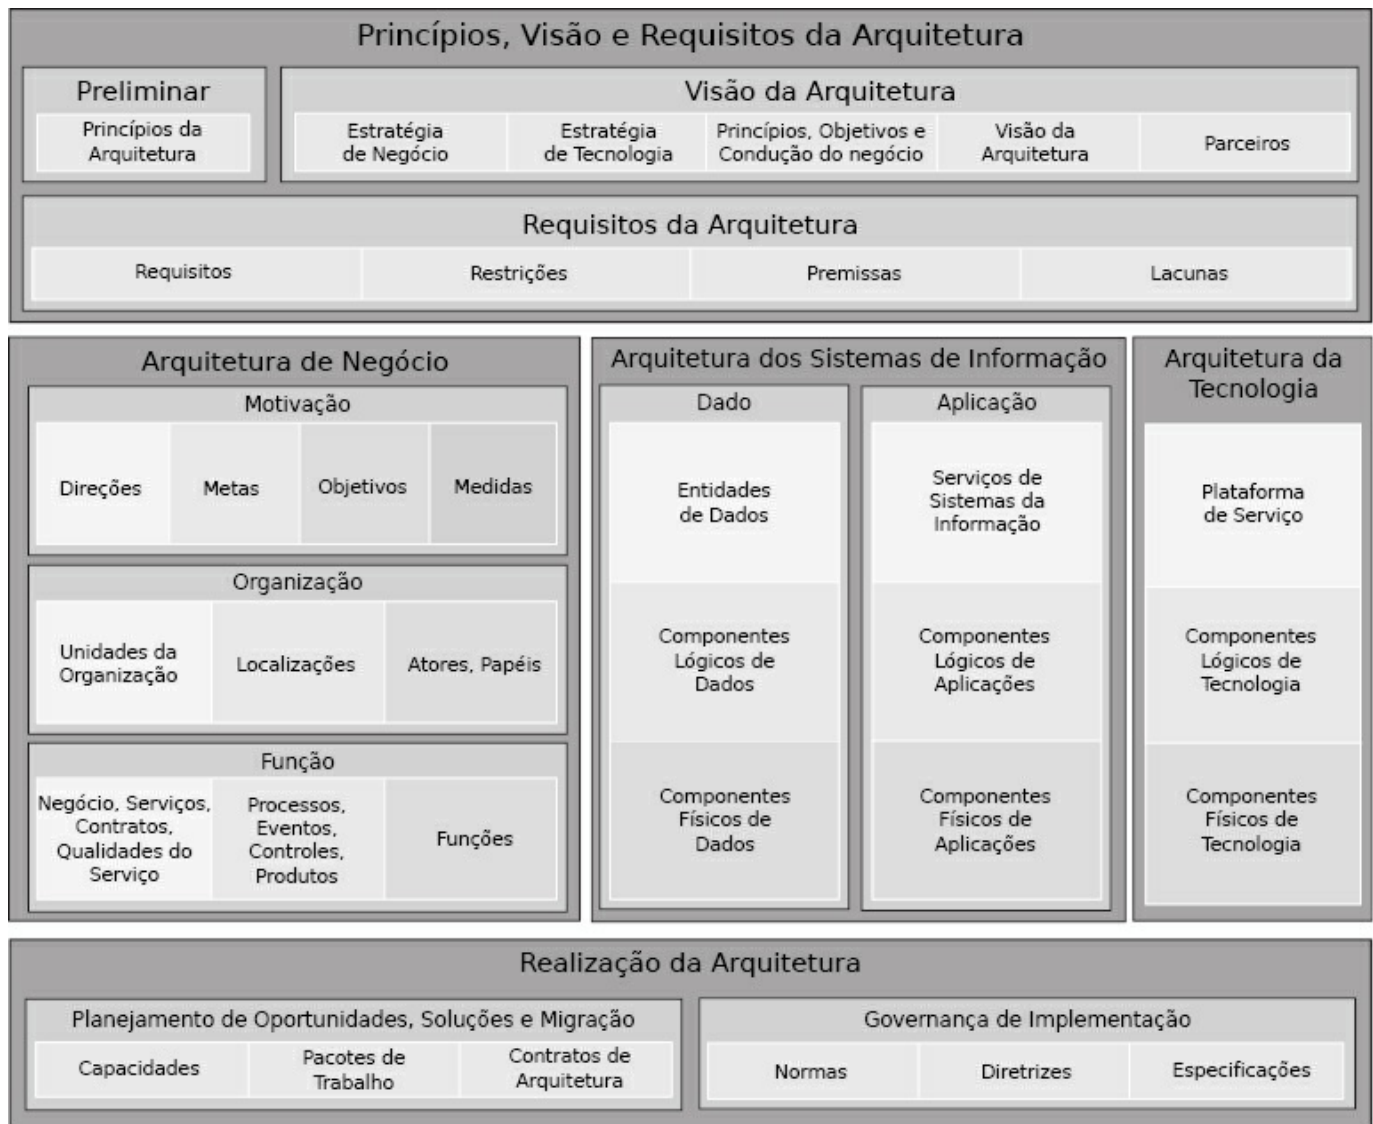 Princípios, Visão e Requisitos da Arquitetura
Preliminar
Princípios da
Arquitetura
Visão da Arquitetura
Estratégia
de Negócio
Estratégia
de Tecnologia
Princípios, Objetivos e
Condução do negócio
Visão da
Arquitetura
Parceiros
Requisitos da Arquitetura
Requisitos
Restrições
Premissas
Lacunas
Arquitetura de Negócio
Motivação
Direções
Metas
Objetivos
Medidas
Organização
Unidades da
Organização
Localizações
Atores, Papéis
Função
Negócio, Serviços,
Contratos,
Qualidades do
Serviço
Processos,
Eventos,
Controles,
Produtos
Funções
Arquitetura dos Sistemas de Informação
Dado
Entidades
de Dados
Componentes
Lógicos de
Dados
Componentes
Físicos de
Dados
Aplicação
Serviços de
Sistemas da
Informação
Componentes
Lógicos de
Aplicações
Componentes
Físicos de
Aplicações
Arquitetura da
Tecnologia
Plataforma
de Serviço
Componentes
Lógicos de
Tecnologia
Componentes
Físicos de
Tecnologia
Realização da Arquitetura
Planejamento de Oportunidades, Soluções e Migração
Capacidades
Pacotes de
Trabalho
Contratos de
Arquitetura
Governança de Implementação
Normas
Diretrizes
Especificações